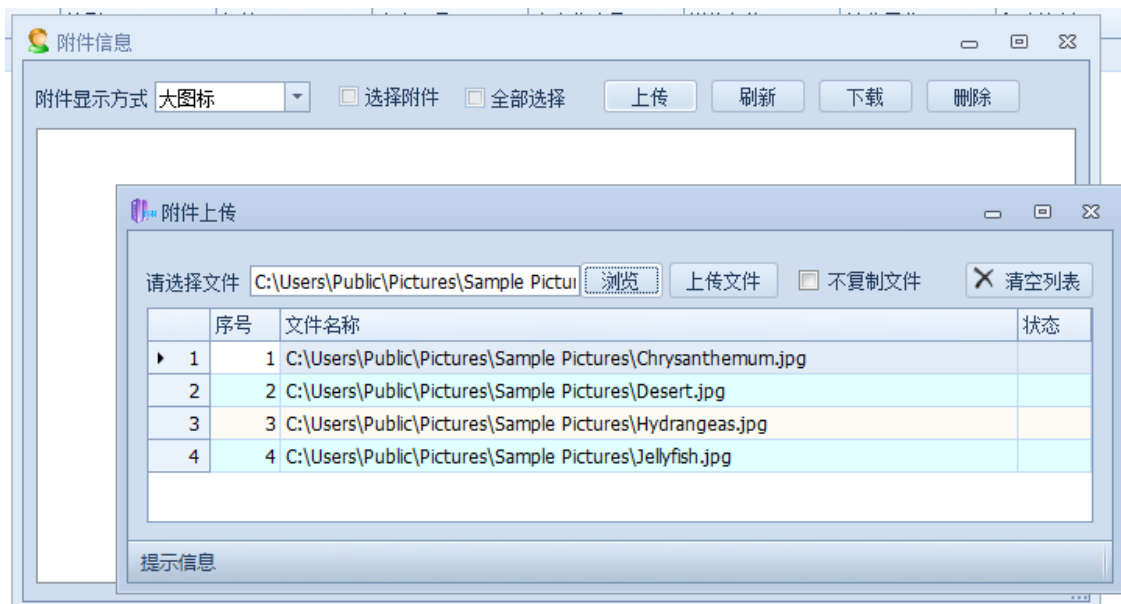 附件信息
附件显示方式 大图标 选择附件 全部选择 上传 刷新 下载 删除
附件上传
请选择文件 C:\Users\Public\Pictures\Sample Pictu 浏览 上传文件 不复制文件 清空列表
序号 文件名称 状态
1 1 C:\Users\Public\Pictures\Sample Pictures\Chrysanthemum.jpg
2 2 C:\Users\Public\Pictures\Sample Pictures\Desert.jpg
3 3 C:\Users\Public\Pictures\Sample Pictures\Hydrangeas.jpg
4 4 C:\Users\Public\Pictures\Sample Pictures\Jellyfish.jpg
提示信息